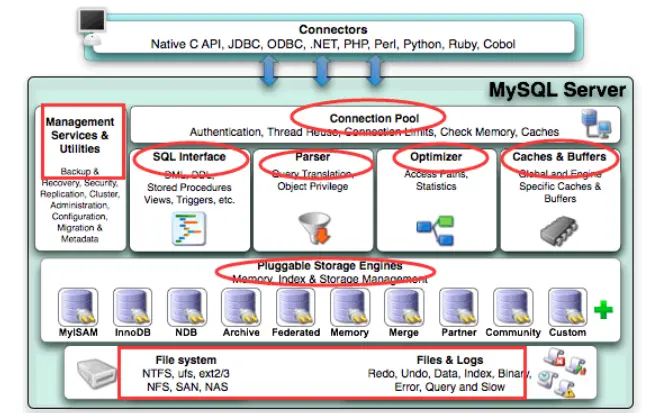 Connectors
Native C API, JDBC, ODBC, .NET, PHP, Perl, Python, Ruby, Cobol
MySQL Server
Management
Services &
Utilities
Backup &
Recovery, Security,
Replication, Cluster,
Administration,
Configuration,
Migration &
Metadata
Connection Pool
Authentication, Thread Reuse, Connection Limits, Check Memory, Caches
SQL Interface
DML, DDL,
Stored Procedures
Views, Triggers, etc.
Parser
Query Translation,
Object Privilege
Optimizer
Access Paths,
Statistics
Caches & Buffers
Global and Engine
Specific Caches &
Buffers
Pluggable Storage Engines
Memory, Index & Storage Management
MyISAM
InnoDB
NDB
Archive
Federated
Memory
Merge
Partner
Community
Custom
File system
NTFS, ufs, ext2/3
NFS, SAN, NAS
Files & Logs
Redo, Undo, Data, Index, Binary,
Error, Query and Slow